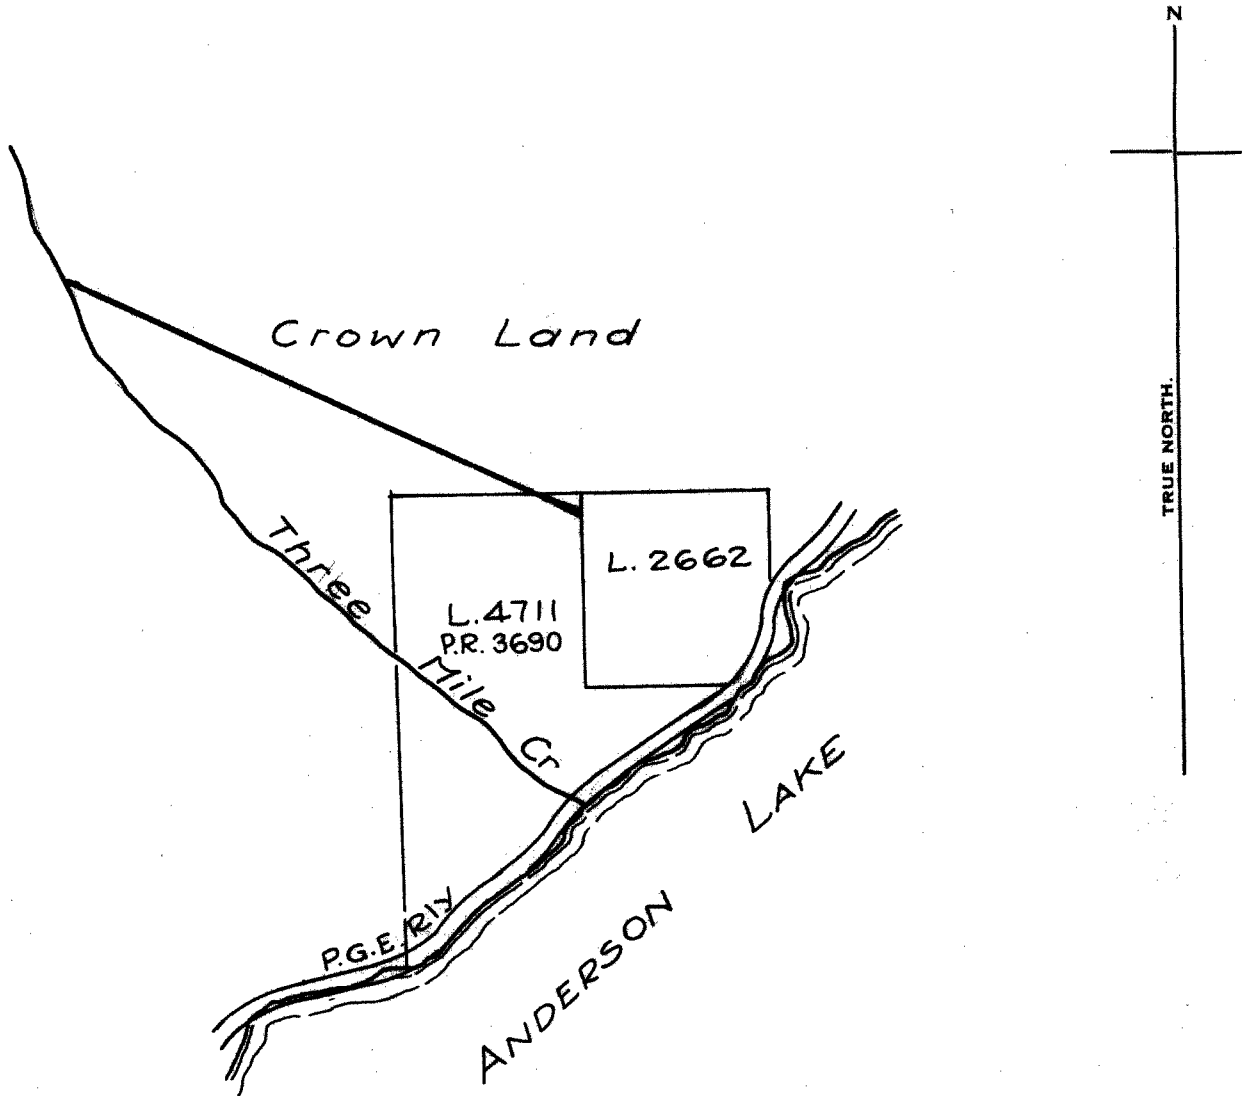 N
TRUE NORTH.
Crown Land
L. 2662
L. 4711
P.R. 3690
Three Mile Cr
P.G.E. Rly
ANDERSON LAKE